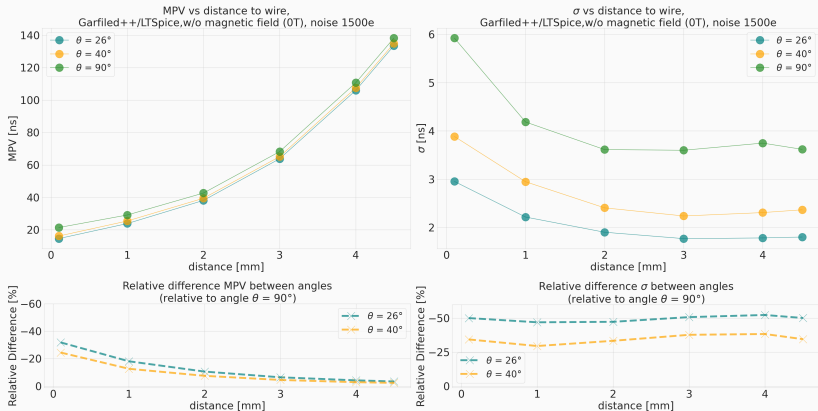 MPV vs distance to wire,
Garfiled++/LTSpice,w/o magnetic field (0T), noise 1500e
θ = 26°
θ = 40°
θ = 90°
MPV [ns]
140
120
100
80
60
40
20
0
1
2
3
4
distance [mm]
σ vs distance to wire,
Garfiled++/LTSpice,w/o magnetic field (0T), noise 1500e
θ = 26°
θ = 40°
θ = 90°
σ [ns]
6
5
4
3
2
0
1
2
3
4
distance [mm]
Relative difference MPV between angles
(relative to angle θ = 90°)
θ = 26°
θ = 40°
Relative Difference [%]
−60
−40
−20
0
0
1
2
3
4
distance [mm]
Relative difference σ between angles
(relative to angle θ = 90°)
θ = 26°
θ = 40°
Relative Difference [%]
−50
−25
0
0
1
2
3
4
distance [mm]